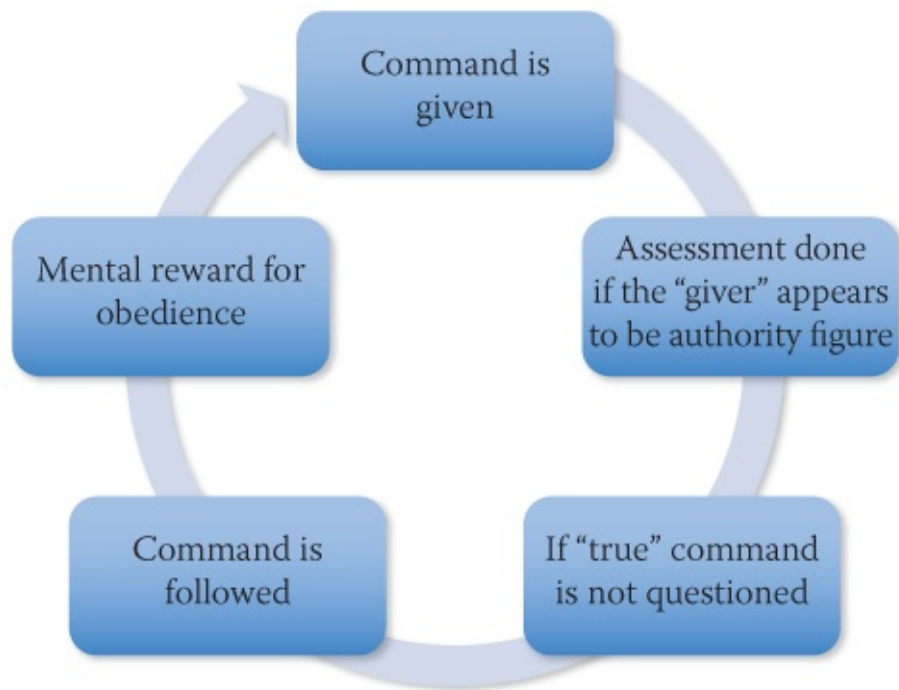 Command is
given
Assessment done
if the “giver” appears
to be authority figure
If “true” command
is not questioned
Command is
followed
Mental reward for
obedience